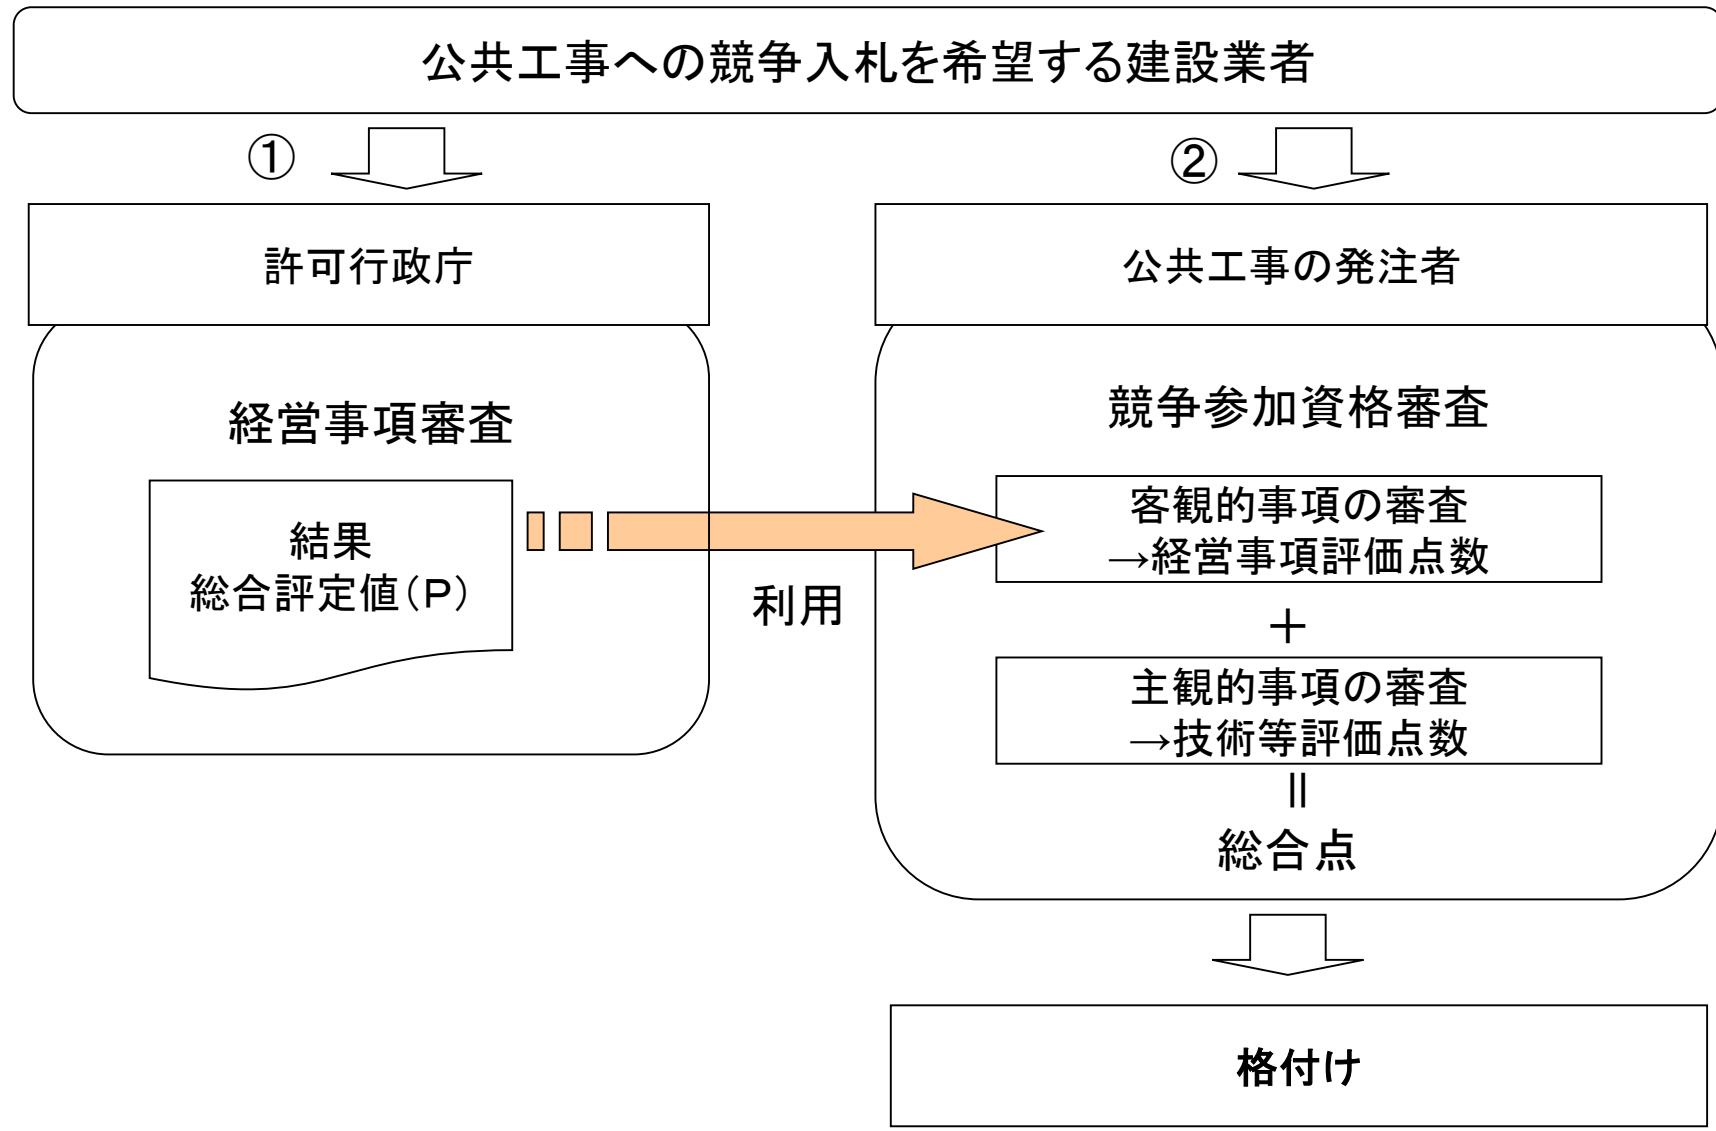 公共工事への競争入札を希望する建設業者
①
②
許可行政庁
経営事項審査
結果
総合評定値（Ｐ）
利用
公共工事の発注者
競争参加資格審査
客観的事項の審査
→経営事項評価点数
＋
主観的事項の審査
→技術等評価点数
＝
総合点
格付け